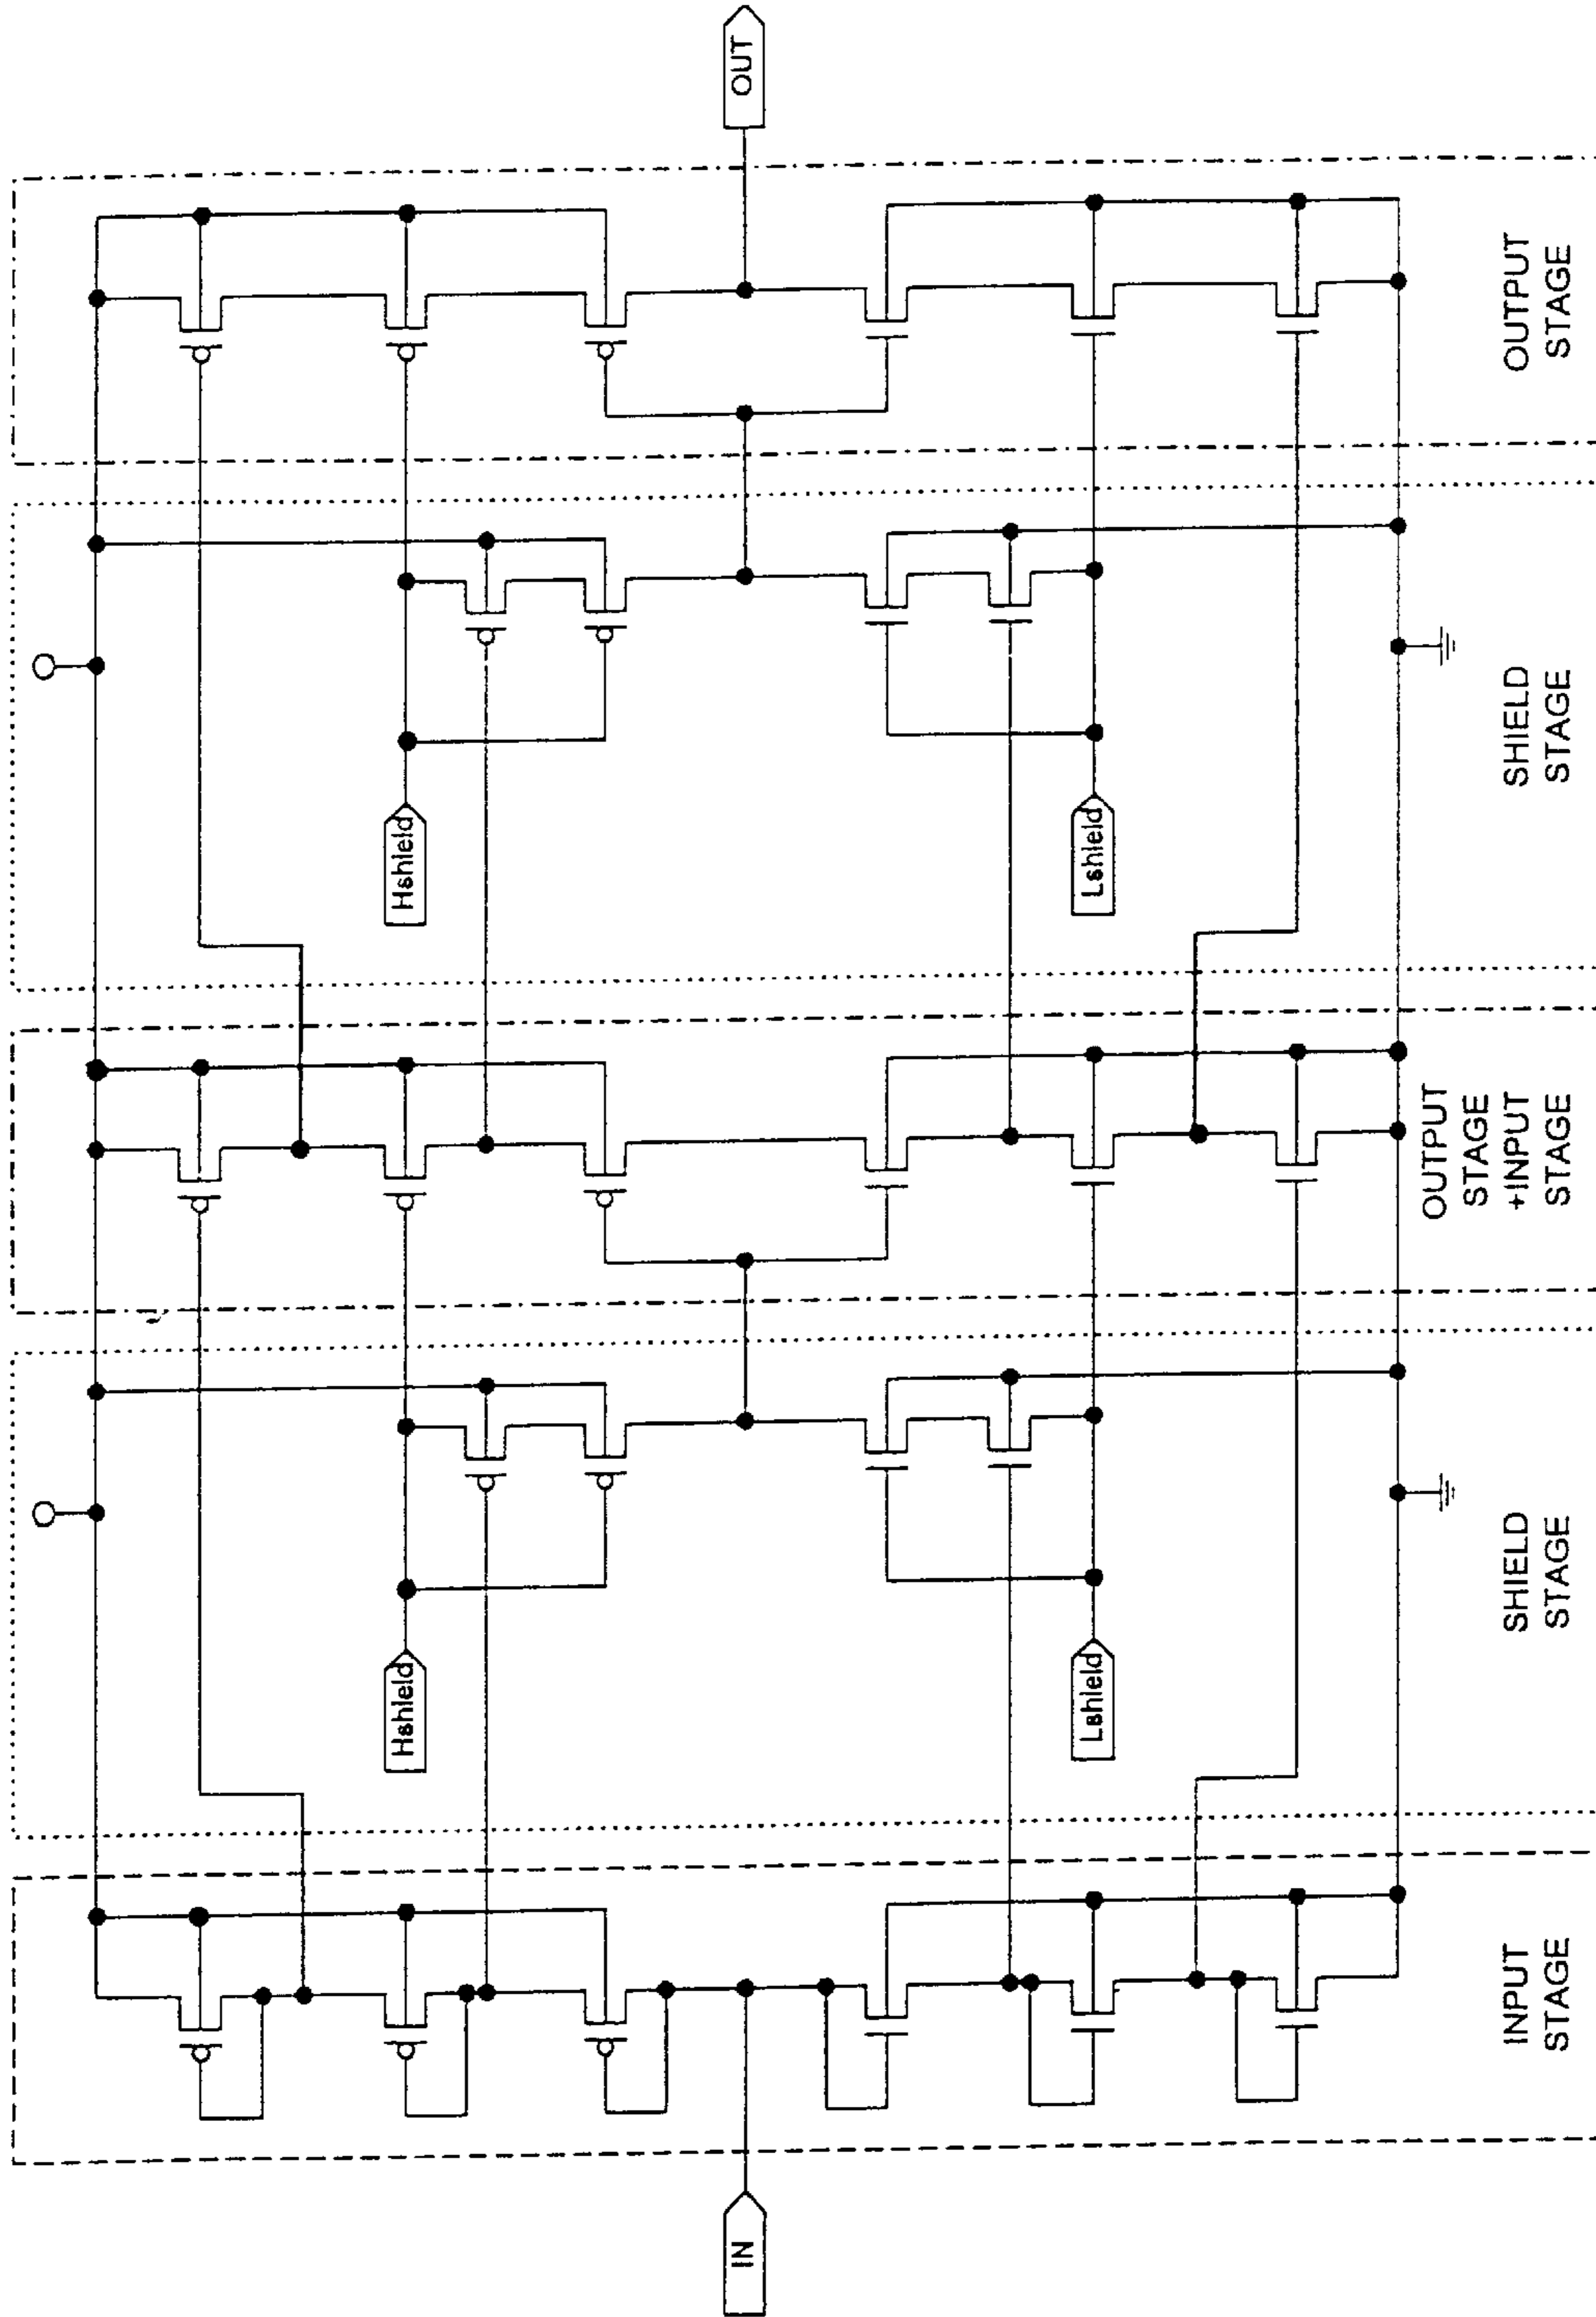 IN
INPUT
STAGE
Hshield
Lshield
SHIELD
STAGE
OUTPUT
STAGE
+INPUT
STAGE
Hshield
Lshield
SHIELD
STAGE
OUTPUT
STAGE
OUT